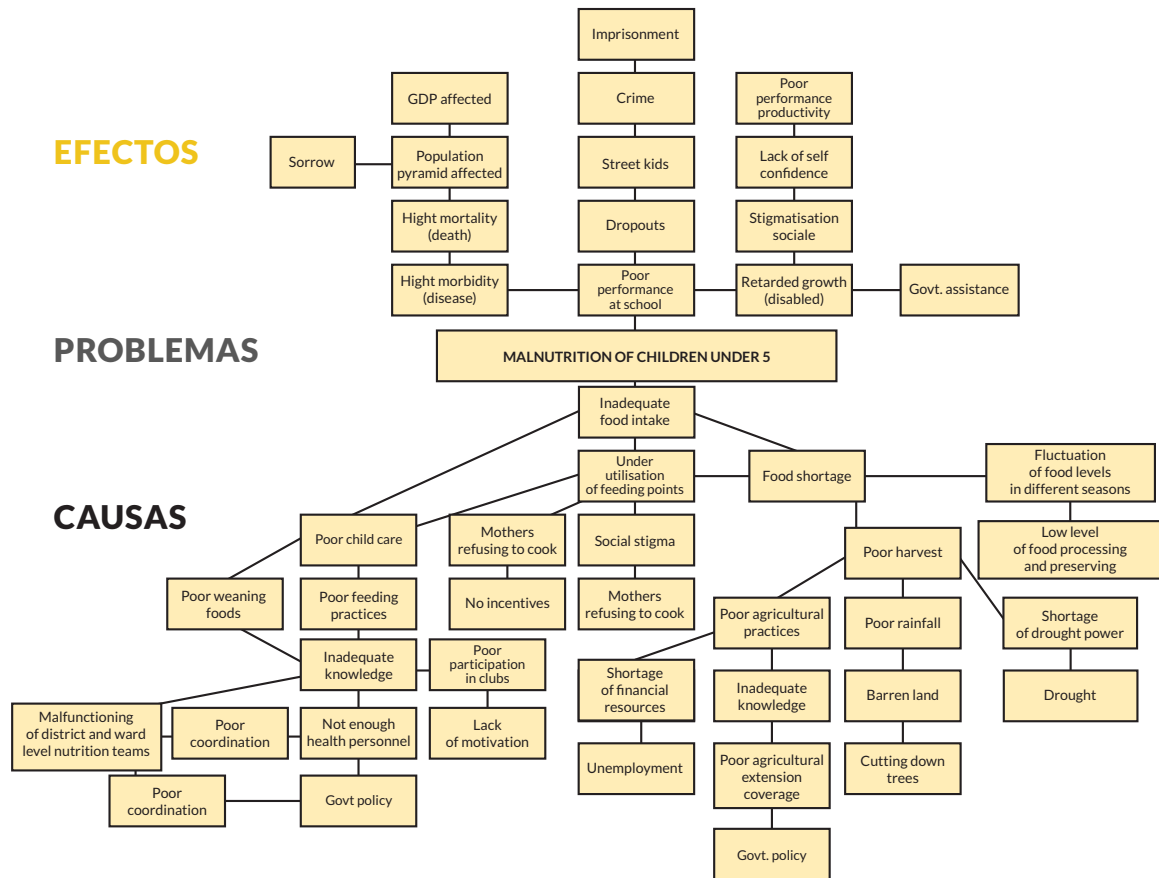 Imprisonment
GDP affected
Crime
Poor
performance
productivity
EFECTOS
Sorrow
Population
pyramid affected
Street kids
Lack of self
confidence
Hight mortality
(death)
Dropouts
Stigmatisation
sociale
Hight morbidity
(disease)
Poor
performance
at school
Retarded growth
(disabled)
Govt. assistance
PROBLEMAS
MALNUTRITION OF CHILDREN UNDER 5
Inadequate
food intake
Under
utilisation
of feeding points
Food shortage
Fluctuation
of food levels
in different seasons
CAUSAS
Poor child care
Mothers
refusing to cook
Social stigma
Poor harvest
Low level
of food processing
and preserving
Poor weaning
foods
Poor feeding
practices
No incentives
Mothers
refusing to cook
Poor agricultural
practices
Poor rainfall
Shortage
of drought power
Inadequate
knowledge
Poor
participation
in clubs
Shortage
of financial
resources
Inadequate
knowledge
Barren land
Drought
Malfunctioning
of district and ward
level nutrition teams
Poor
coordination
Not enough
health personnel
Lack
of motivation
Unemployment
Poor agricultural
extension
coverage
Cutting down
trees
Poor
coordination
Govt policy
Govt. policy